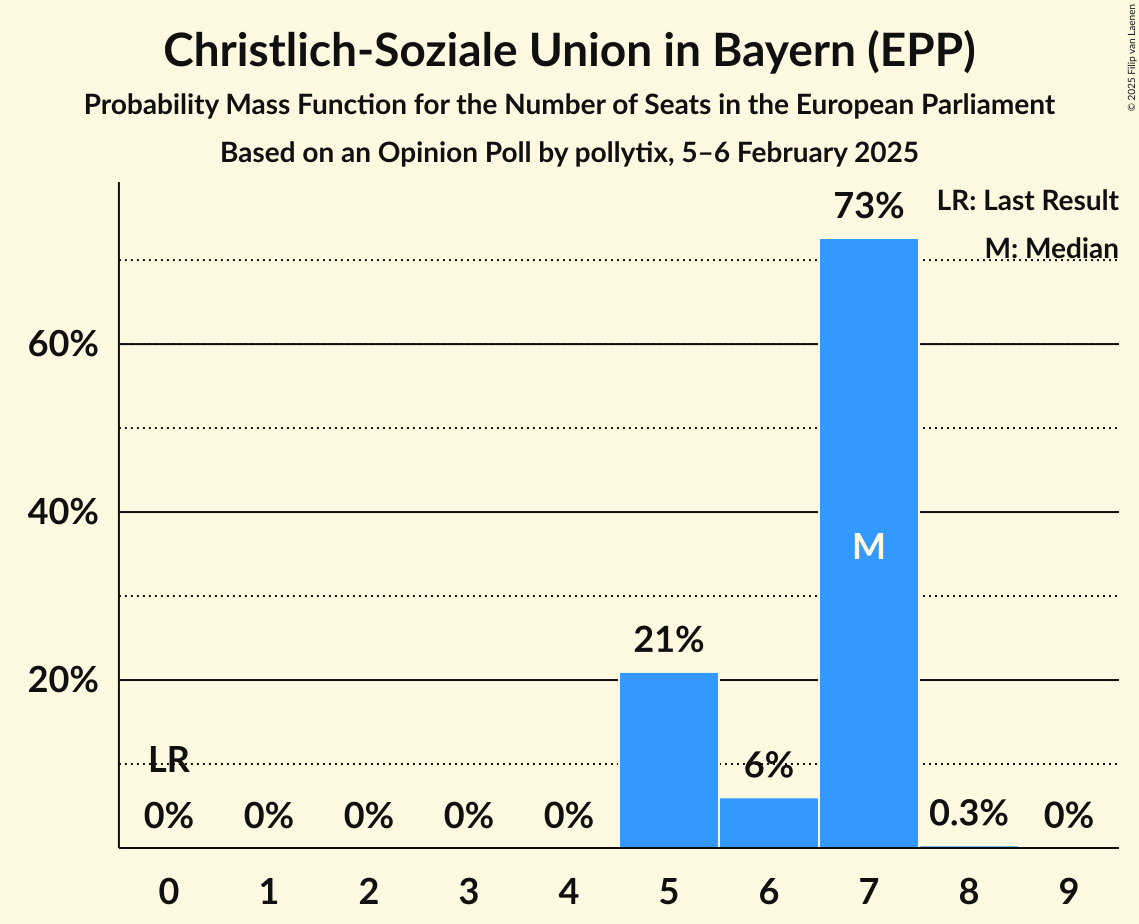 Christlich-Soziale Union in Bayern (EPP)
Probability Mass Function for the Number of Seats in the European Parliament
Based on an Opinion Poll by pollytix, 5–6 February 2025
© 2025 Filip van Laenen
LR: Last Result
M: Median
73%
60%
40%
M
21%
20%
LR
6%
0% 0% 0% 0% 0% 0.3% 0%
0 1 2 3 4 5 6 7 8 9